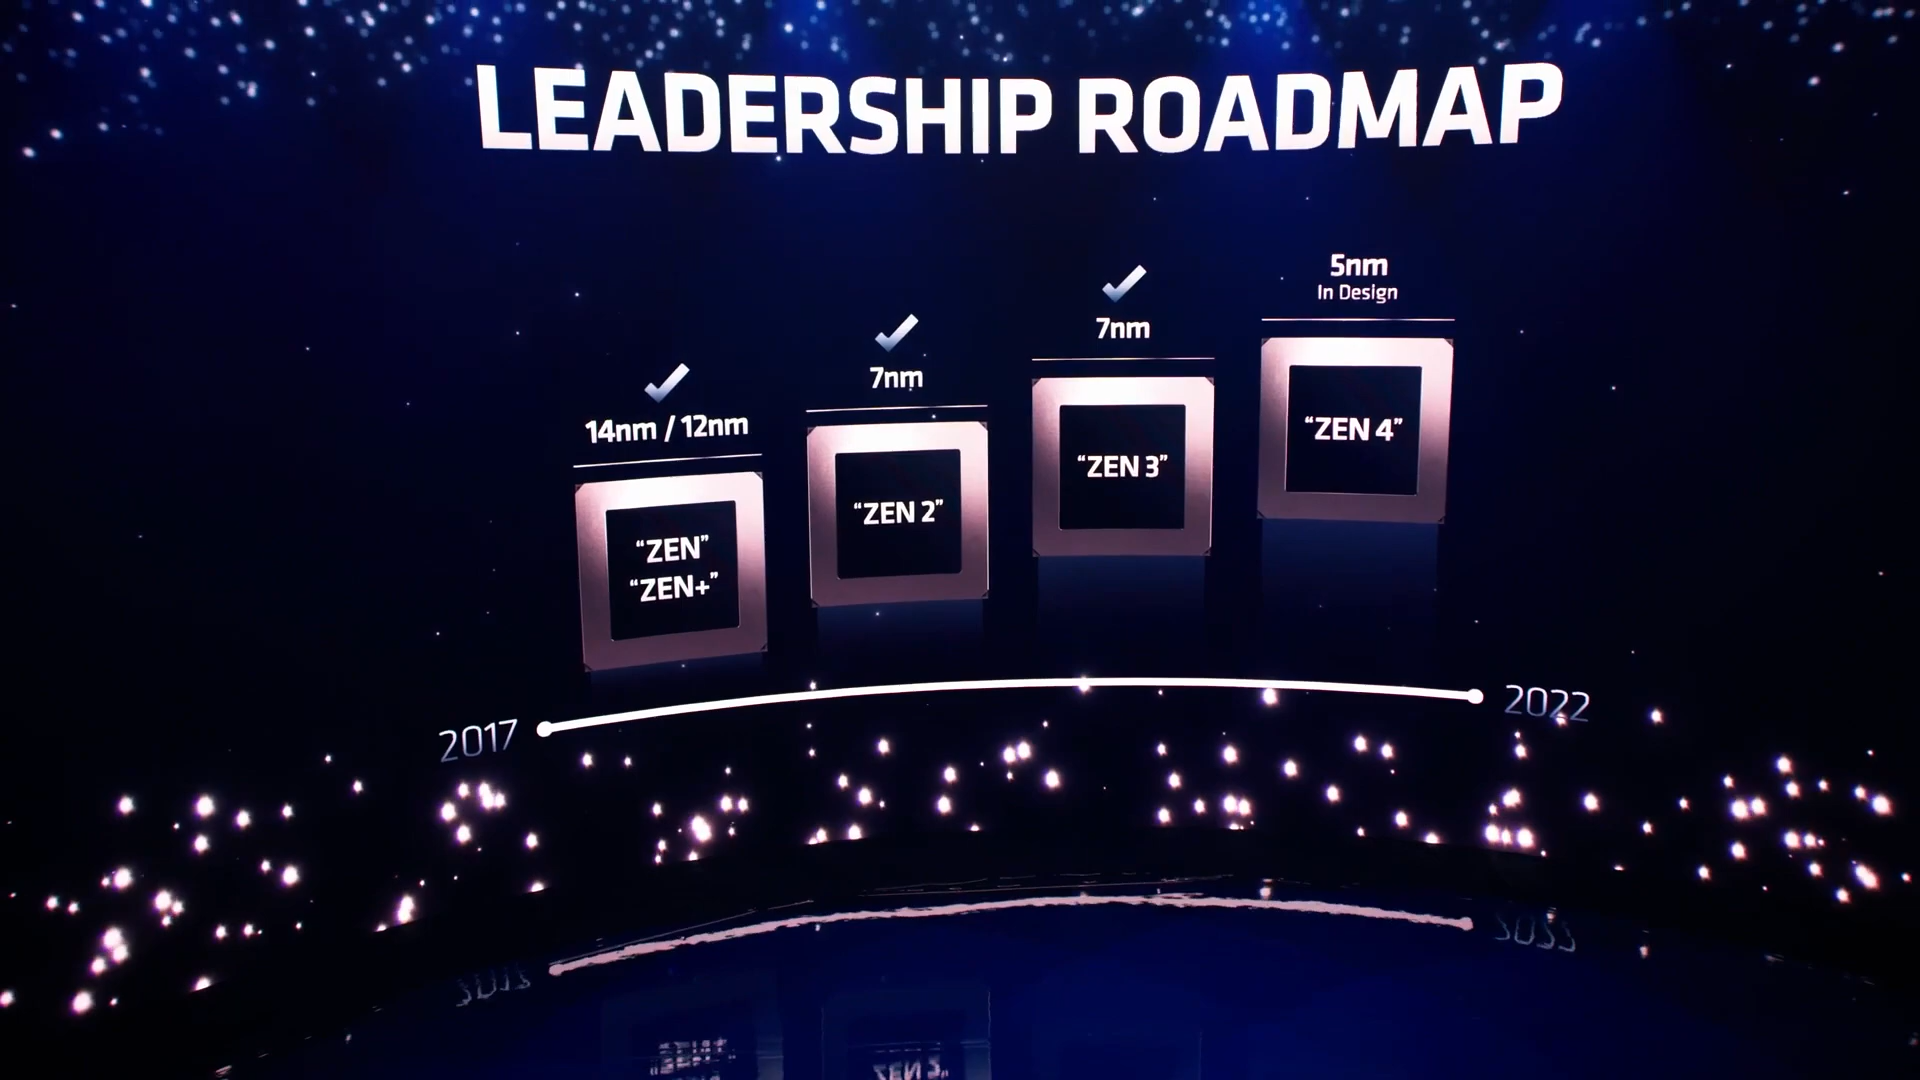 LEADERSHIP ROADMAP
14nm / 12nm
“ZEN”
“ZEN+”
7nm
“ZEN 2”
7nm
“ZEN 3”
5nm
In Design
“ZEN 4”
2017
2022